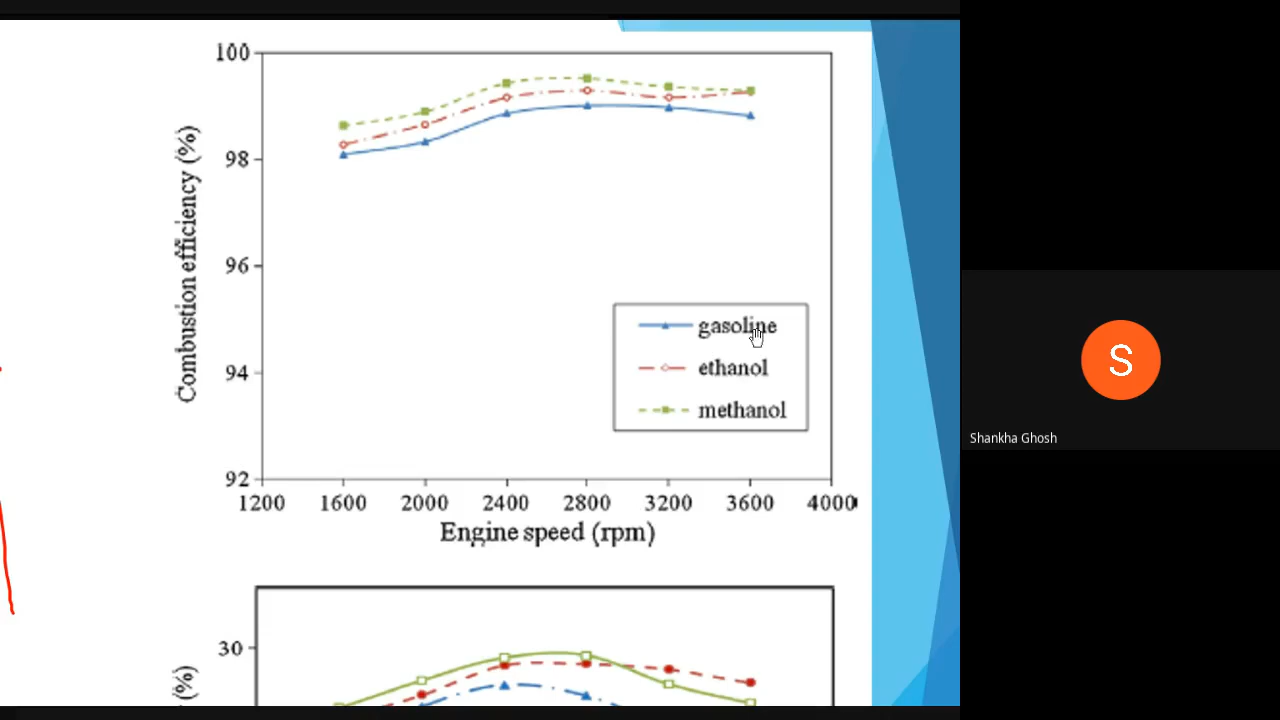 100
98
96
94
92
Combustion efficiency (%)
gasoline
ethanol
methanol
1200 1600 2000 2400 2800 3200 3600 4000
Engine speed (rpm)
30
(%)
S
Shankha Ghosh